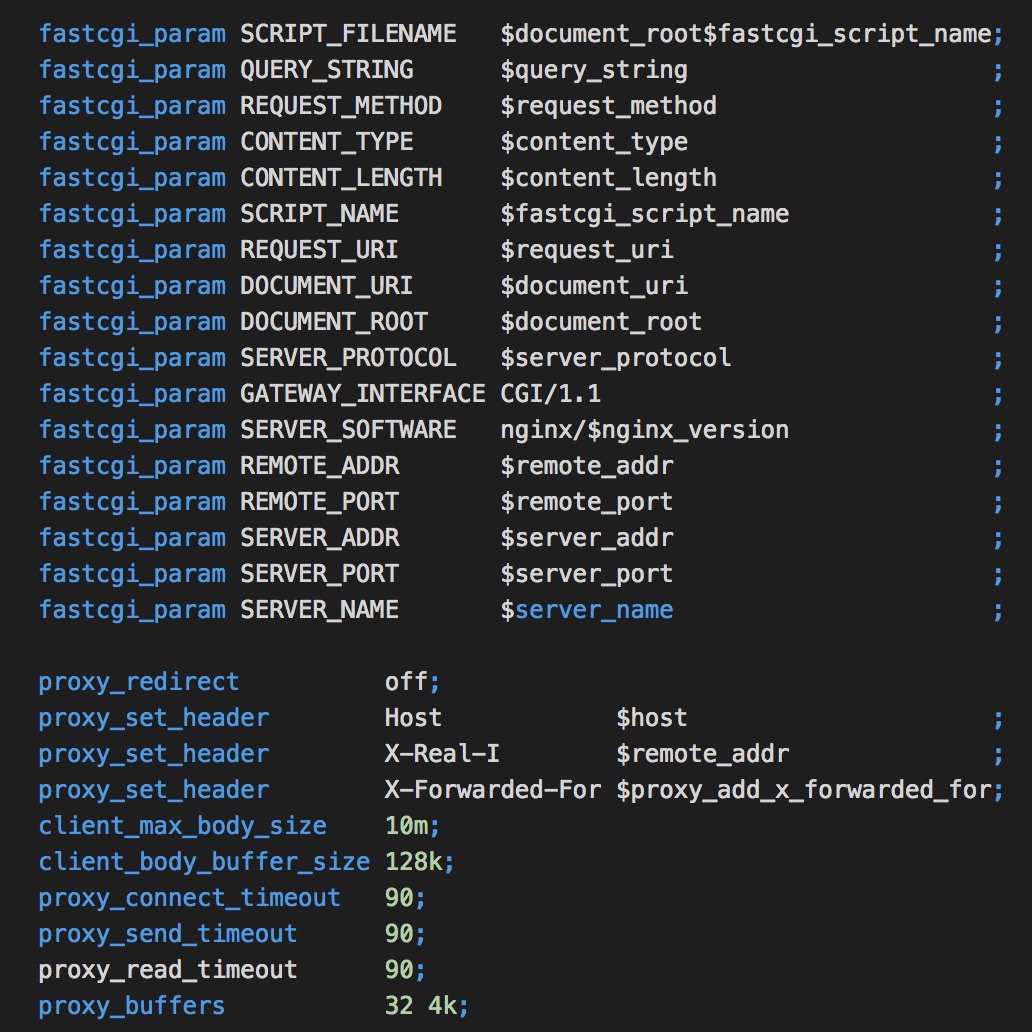 fastcgi_param SCRIPT_FILENAME   $document_root$fastcgi_script_name;
fastcgi_param QUERY_STRING      $query_string                     ;
fastcgi_param REQUEST_METHOD    $request_method                   ;
fastcgi_param CONTENT_TYPE      $content_type                     ;
fastcgi_param CONTENT_LENGTH    $content_length                   ;
fastcgi_param SCRIPT_NAME       $fastcgi_script_name              ;
fastcgi_param REQUEST_URI       $request_uri                      ;
fastcgi_param DOCUMENT_URI      $document_uri                     ;
fastcgi_param DOCUMENT_ROOT     $document_root                    ;
fastcgi_param SERVER_PROTOCOL   $server_protocol                  ;
fastcgi_param GATEWAY_INTERFACE CGI/1.1                           ;
fastcgi_param SERVER_SOFTWARE   nginx/$nginx_version              ;
fastcgi_param REMOTE_ADDR       $remote_addr                      ;
fastcgi_param REMOTE_PORT       $remote_port                      ;
fastcgi_param SERVER_ADDR       $server_addr                      ;
fastcgi_param SERVER_PORT       $server_port                      ;
fastcgi_param SERVER_NAME       $server_name                      ;

proxy_redirect          off;
proxy_set_header        Host            $host                     ;
proxy_set_header        X-Real-I        $remote_addr              ;
proxy_set_header        X-Forwarded-For $proxy_add_x_forwarded_for;
client_max_body_size    10m;
client_body_buffer_size 128k;
proxy_connect_timeout   90;
proxy_send_timeout      90;
proxy_read_timeout      90;
proxy_buffers           32 4k;